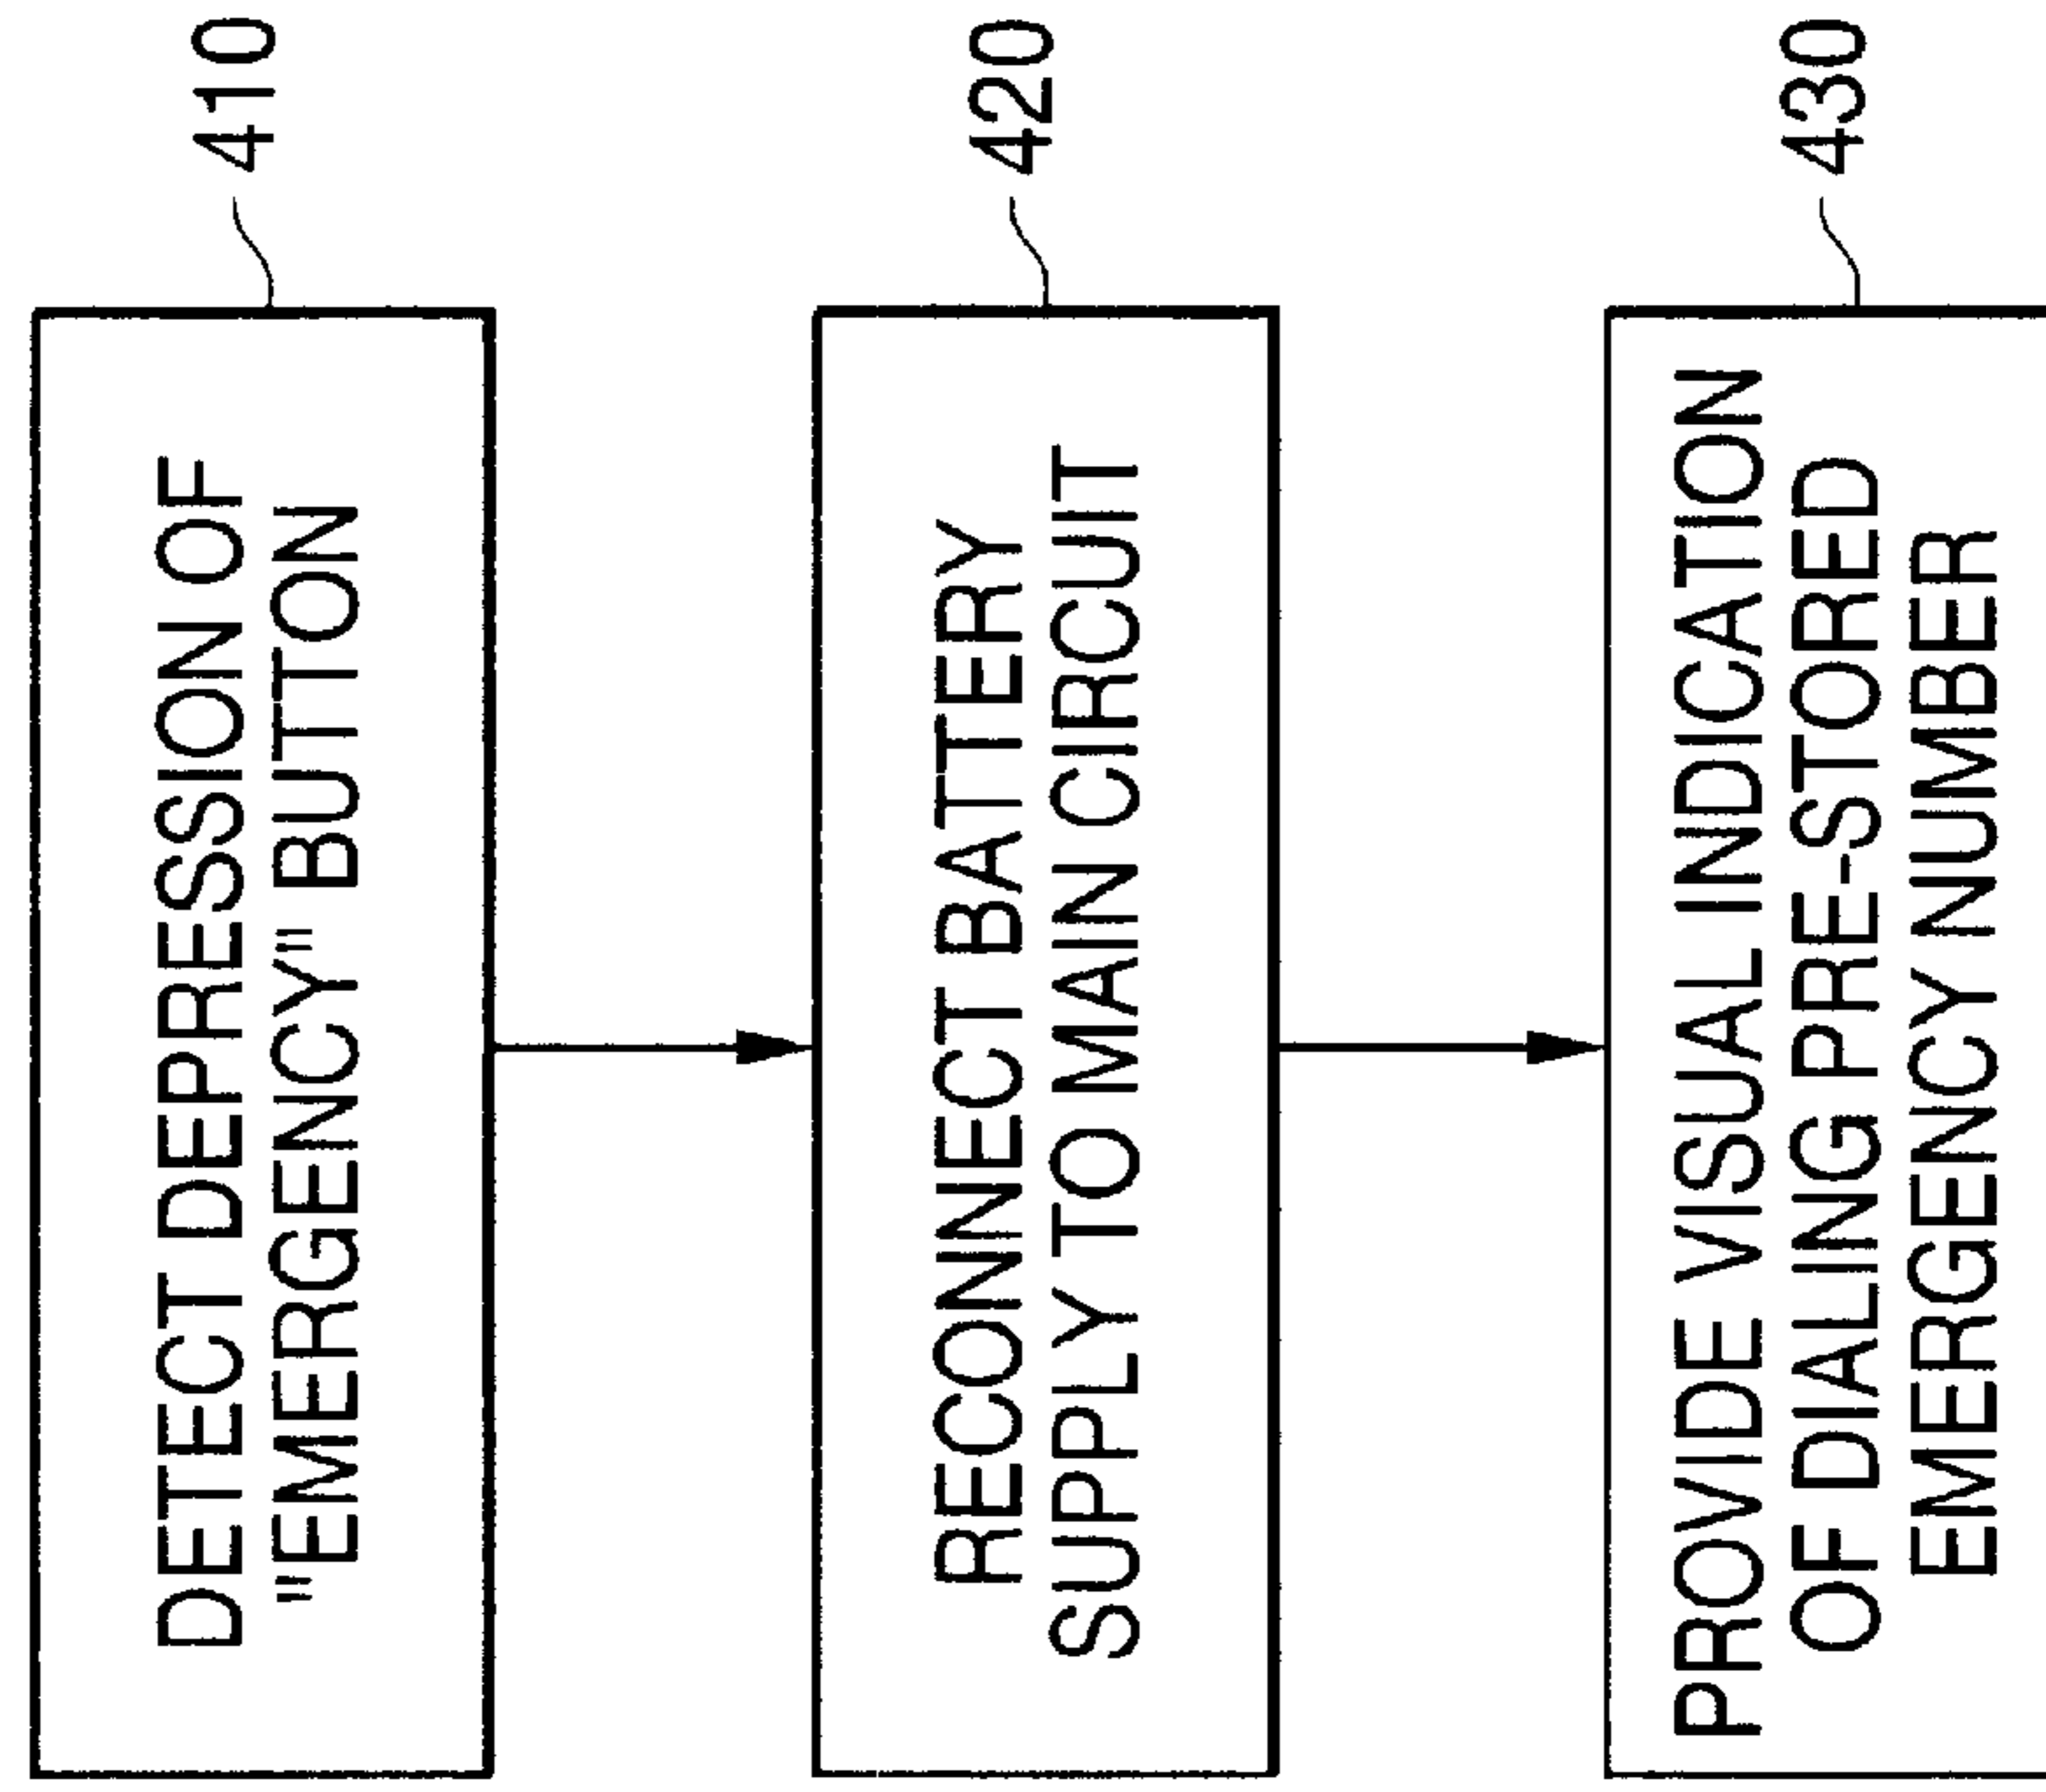 DETECT DEPRESSION OF
"EMERGENCY" BUTTON
410
RECONNECT BATTERY
SUPPLY TO MAIN CIRCUIT
420
PROVIDE VISUAL INDICATION
OF DIALING PRE-STORED
EMERGENCY NUMBER
430